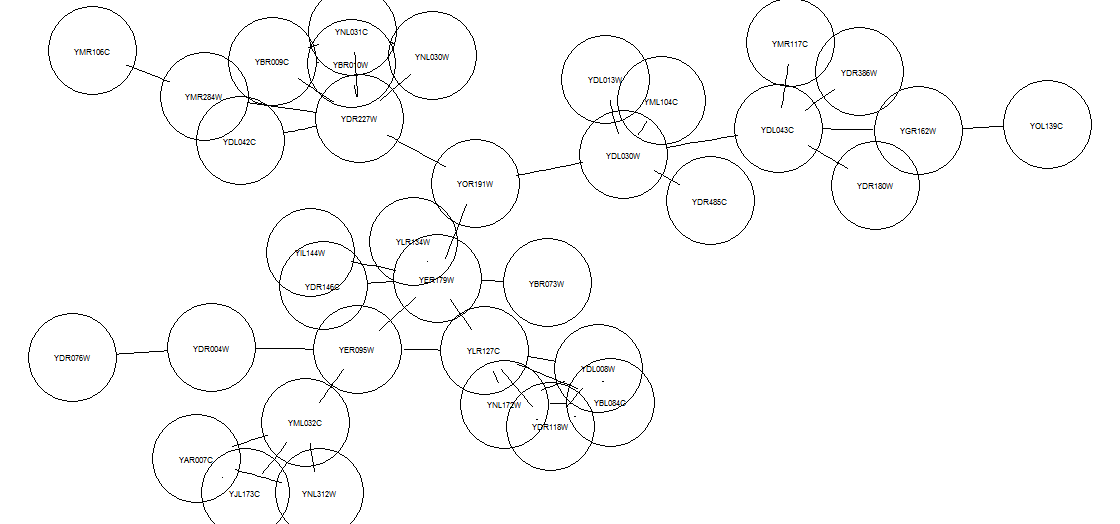 YNL031C
YMR117C
YMR106C
YBR009C
YBR010W
YNL030W
YDL013W
YDR386W
YMR284W
YML104C
YDR227W
YDL043C
YGR162W
YOL139C
YDL042C
YDL030W
YOR191W
YDR180W
YDR485C
YLR134W
YIL144W
YDR146C
YER179W
YBR073W
YDR076W
YDR004W
YER095W
YLR127C
YDL008W
YNL172W
YBL084C
YML032C
YDR118W
YAR007C
YJL173C
YNL312W